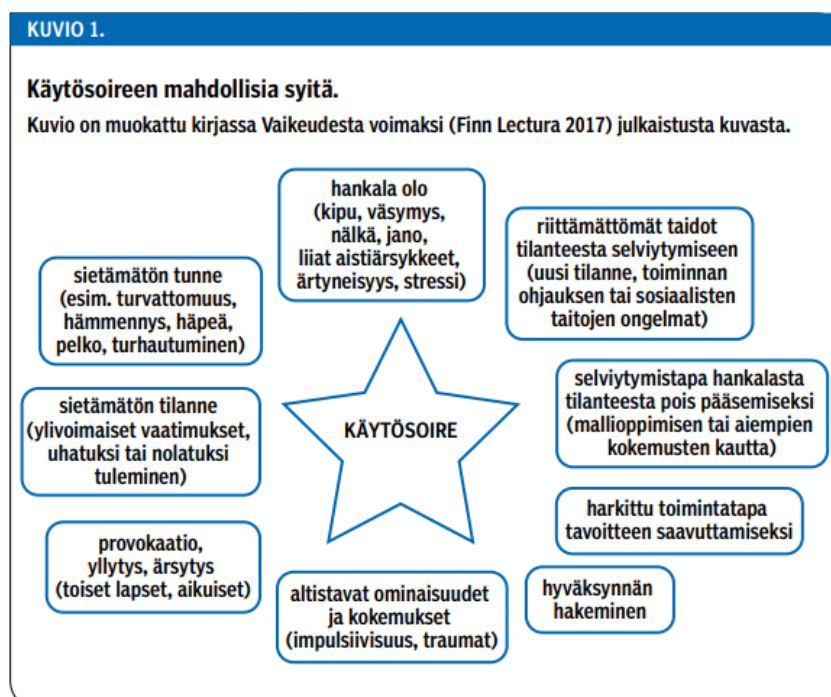 KUVIO 1.
Käytösoireen mahdollisia syitä.
Kuvio on muokattu kirjassa Vaikeudesta voimaksi (Finn Lectura 2017) julkaistusta kuvasta.
hankala olo
(kipu, väsymys,
nälkä, jano,
liiat aistiärsykkeet,
ärtyneisyys, stressi)
riittämättömät taidot
tilanteesta selviytymiseen
(uusi tilanne, toiminnan
ohjauksen tai sosiaalisten
taitojen ongelmat)
sietämätön tunne
(esim. turvattomuus,
hämmennys, häpeä,
pelko, turhautuminen)
selviytymistapa hankalasta
tilanteesta pois pääsemiseksi
(mallioppimisen tai aiempien
kokemusten kautta)
sietämätön tilanne
(ylivoimaiset vaatimukset,
uhatuksi tai nolatuksi
tuleminen)
KÄYTÖSOIRE
harkittu toimintatapa
tavoitteen saavuttamiseksi
provokaatio,
yllytys, ärsytys
(toiset lapset, aikuiset)
altistavat ominaisuudet
ja kokemukset
(impulsiivisuus, traumat)
hyväksynnän
hakeminen